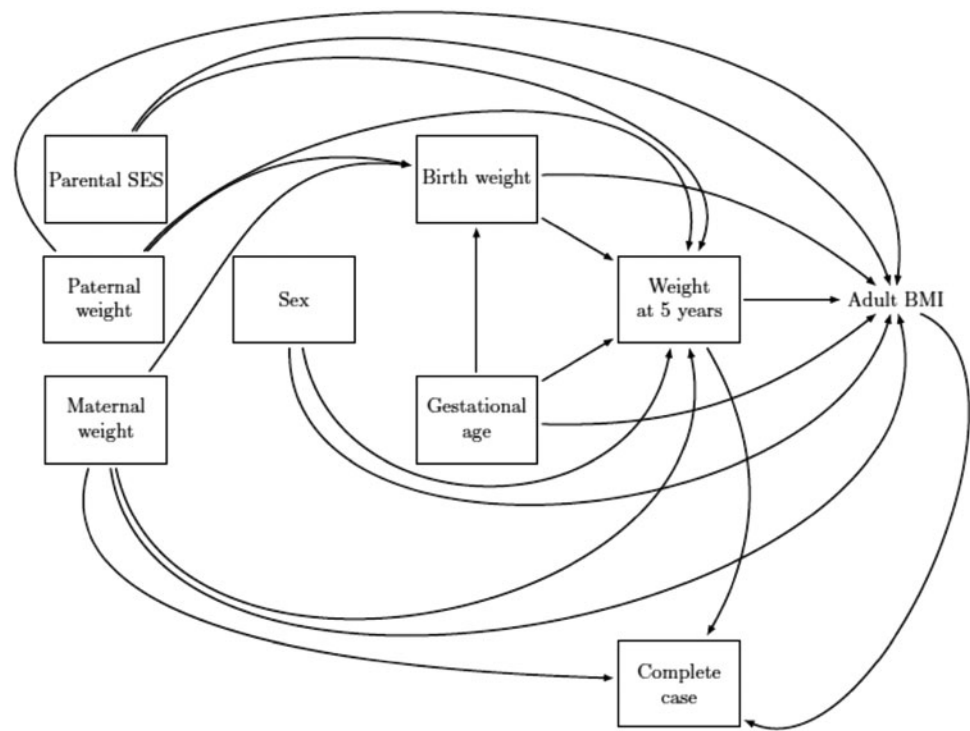 Parental SES
Birth weight
Paternal
weight
Sex
Weight
at 5 years
Adult BMI
Maternal
weight
Gestational
age
Complete
case